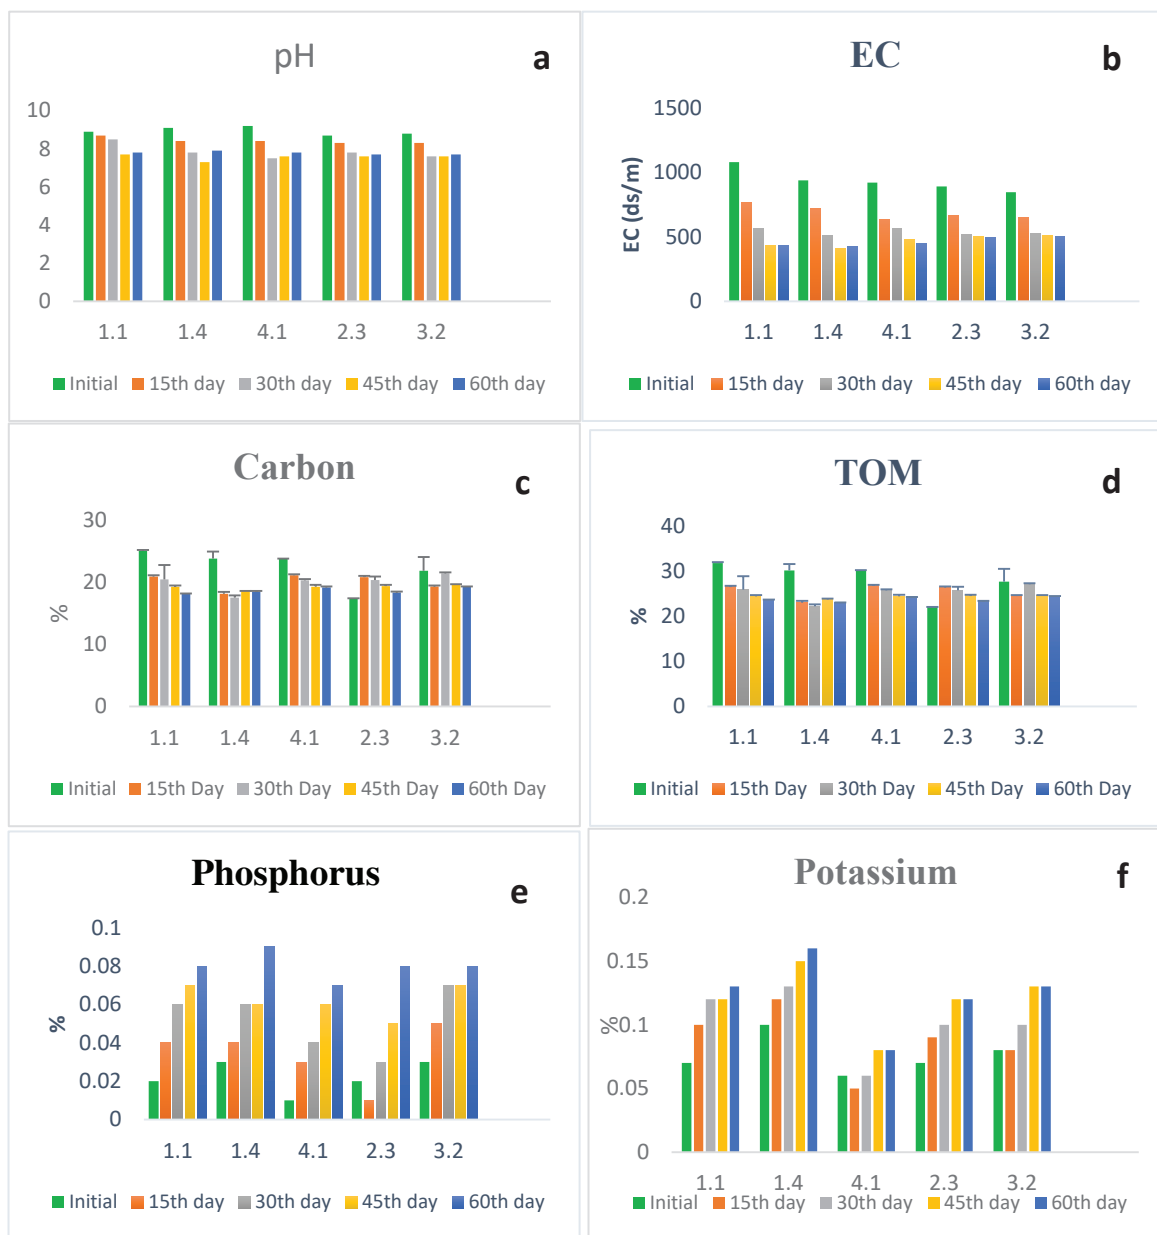 pH
a
10
8
6
4
2
0
1.1 1.4 4.1 2.3 3.2
Initial 15th day 30th day 45th day 60th day
EC
b
EC (ds/m)
1500
1000
500
0
1.1 1.4 4.1 2.3 3.2
Initial 15th day 30th day 45th day 60th day
Carbon
c
%
30
20
10
0
1.1 1.4 4.1 2.3 3.2
Initial 15th Day 30th Day 45th Day 60th Day
TOM
d
%
40
30
20
10
0
1.1 1.4 4.1 2.3 3.2
Initial 15th Day 30th Day 45th Day 60th Day
Phosphorus
e
%
0.1
0.08
0.06
0.04
0.02
0
1.1 1.4 4.1 2.3 3.2
Initial 15th day 30th day 45th day 60th day
Potassium
f
%
0.2
0.15
0.1
0.05
0
1.1 1.4 4.1 2.3 3.2
Initial 15th day 30th day 45th day 60th day